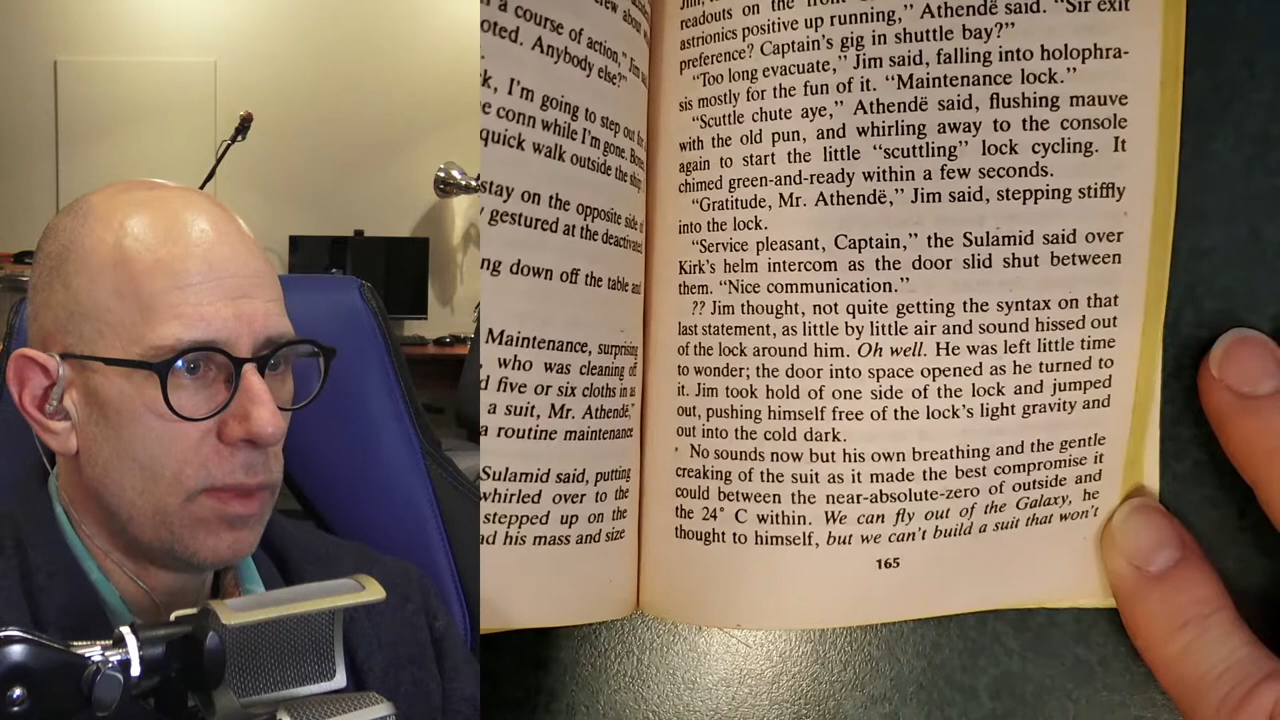 a course of action," Jim
oted. Anybody else?"
k, I'm going to step out for
e conn while I'm gone.
quick walk outside the ship
stay on the opposite side of
gestured at the deactivated
ng down off the table and
Maintenance, surprising
, who was cleaning off
d five or six cloths in as
a suit, Mr. Athendë,"
a routine maintenance
Sulamid said, putting
whirled over to the
stepped up on the
ad his mass and size
readouts on the
astrionics positive up running,” Athendë said. “Sir exit
preference? Captain’s gig in shuttle bay?”
“Too long evacuate,” Jim said, falling into holophra-
sis mostly for the fun of it. “Maintenance lock.”
“Scuttle chute aye,” Athendë said, flushing mauve
with the old pun, and whirling away to the console
again to start the little “scuttling” lock cycling. It
chimed green-and-ready within a few seconds.
“Gratitude, Mr. Athendë,” Jim said, stepping stiffly
into the lock.
“Service pleasant, Captain,” the Sulamid said over
Kirk’s helm intercom as the door slid shut between
them. “Nice communication.”
?? Jim thought, not quite getting the syntax on that
last statement, as little by little air and sound hissed out
of the lock around him. Oh well. He was left little time
to wonder; the door into space opened as he turned to
it. Jim took hold of one side of the lock and jumped
out, pushing himself free of the lock’s light gravity and
out into the cold dark.
No sounds now but his own breathing and the gentle
creaking of the suit as it made the best compromise it
could between the near-absolute-zero of outside and
the 24° C within. We can fly out of the Galaxy, he
thought to himself, but we can’t build a suit that won’t
165